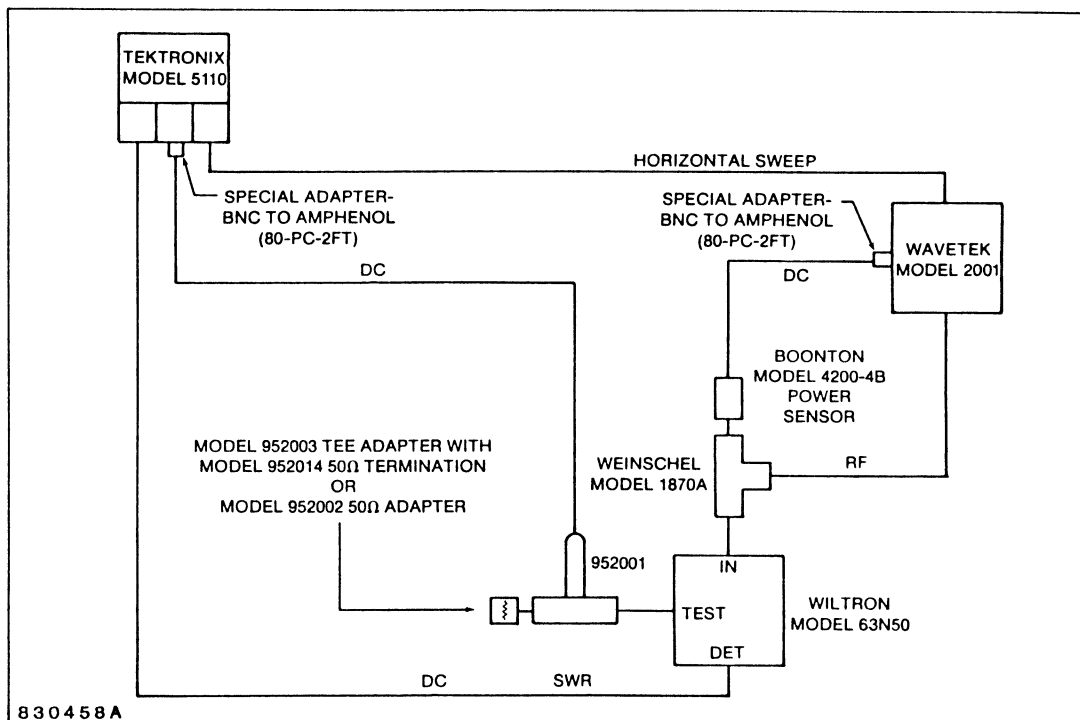 TEKTRONIX
MODEL 5110
HORIZONTAL SWEEP
SPECIAL ADAPTER-
BNC TO AMPHENOL
(80-PC-2FT)
SPECIAL ADAPTER-
BNC TO AMPHENOL
(80-PC-2FT)
WAVETEK
MODEL 2001
DC
DC
BOONTON
MODEL 4200-4B
POWER
SENSOR
MODEL 952003 TEE ADAPTER WITH
MODEL 952014 50Ω TERMINATION
OR
MODEL 952002 50Ω ADAPTER
WEINSCHEL
MODEL 1870A
RF
952001
IN
TEST
DET
WILTRON
MODEL 63N50
DC SWR
830458A